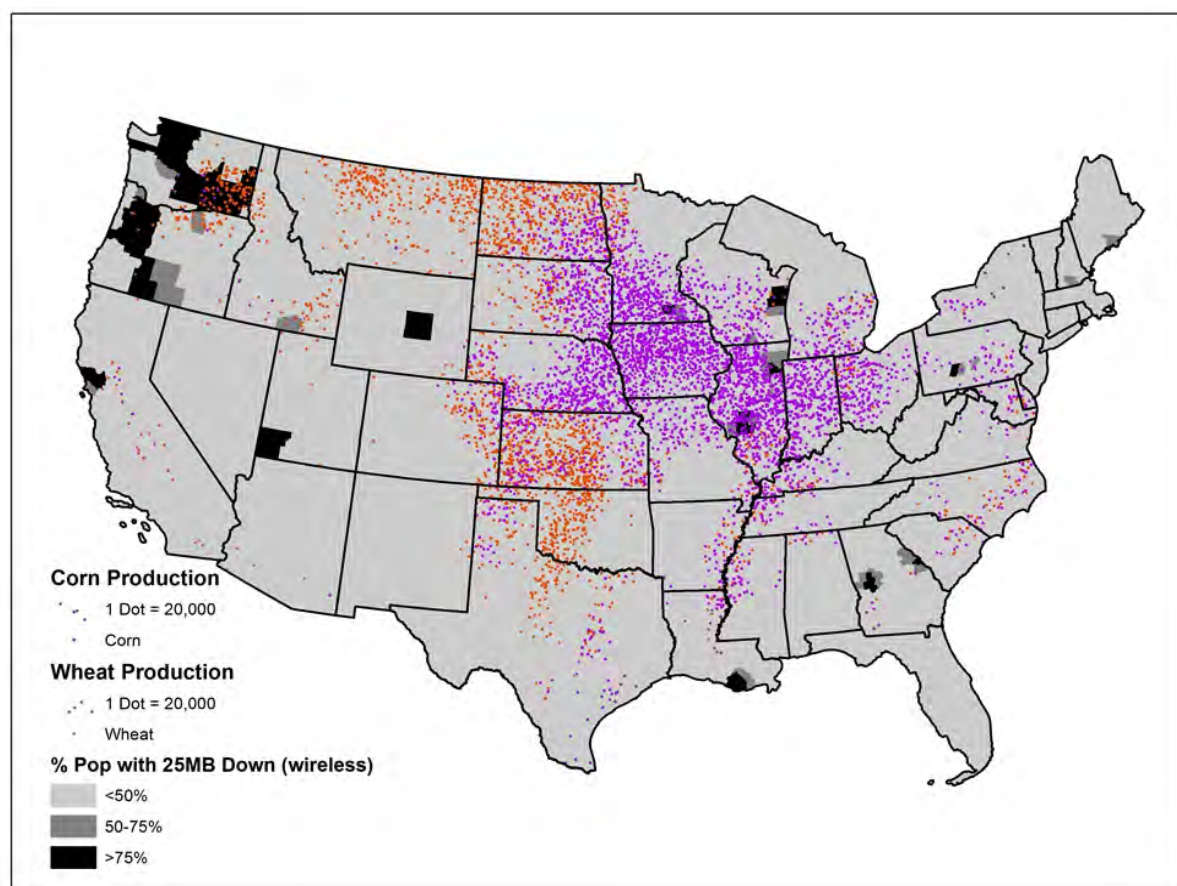 Corn Production
1 Dot = 20,000
Corn
Wheat Production
1 Dot = 20,000
Wheat
% Pop with 25MB Down (wireless)
<50%
50-75%
>75%